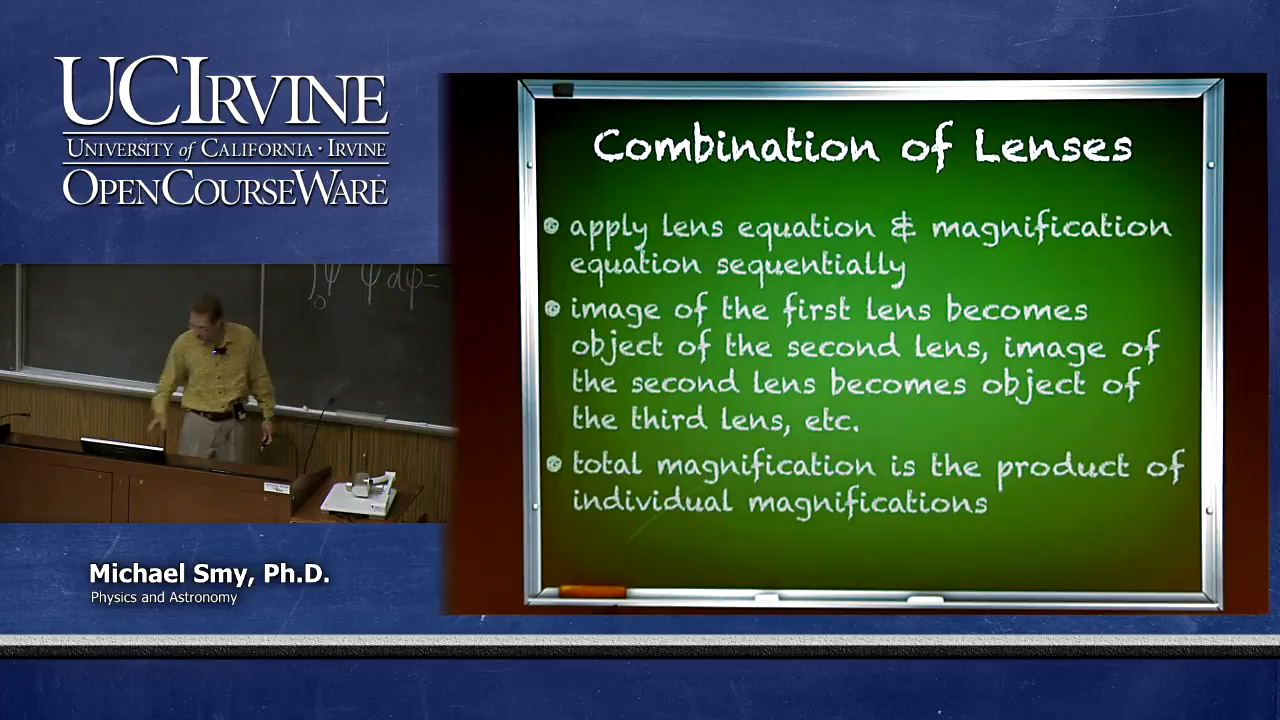 UCIRVINE
UNIVERSITY of CALIFORNIA · IRVINE
OPENCOURSEWARE
Combination of Lenses
apply lens equation & magnification
equation sequentially
image of the first lens becomes
object of the second lens, image of
the second lens becomes object of
the third lens, etc.
total magnification is the product of
individual magnifications
Michael Smy, Ph.D.
Physics and Astronomy